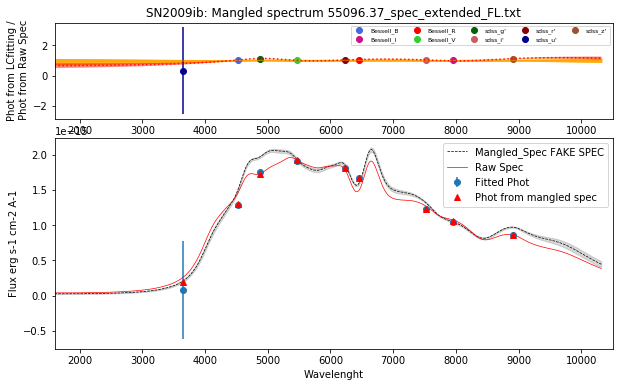 SN2009ib: Mangled spectrum 55096.37_spec_extended_FL.txt
Phot from LCfitting /
Phot from Raw Spec
2
0
−2
Bessell_B
Bessell_I
Bessell_R
Bessell_V
sdss_g'
sdss_i'
sdss_r'
sdss_u'
sdss_z'
2000 3000 4000 5000 6000 7000 8000 9000 10000
Flux erg s-1 cm-2 A-1
2.0
1.5
1.0
0.5
0.0
−0.5
Mangled_Spec FAKE SPEC
Raw Spec
Fitted Phot
Phot from mangled spec
2000 3000 4000 5000 6000 7000 8000 9000 10000
Wavelenght